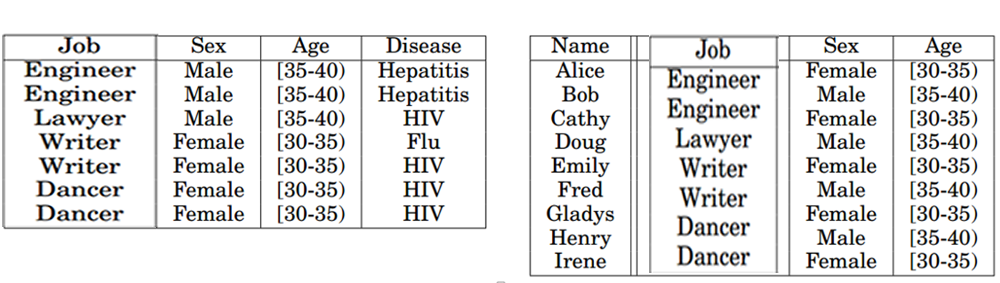 Job Sex Age Disease
Engineer Male [35-40) Hepatitis
Engineer Male [35-40) Hepatitis
Lawyer Male [35-40) HIV
Writer Female [30-35) Flu
Writer Female [30-35) HIV
Dancer Female [30-35) HIV
Dancer Female [30-35) HIV
Name Job Sex Age
Alice Engineer Female [30-35)
Bob Male [35-40)
Cathy Engineer Female [30-35)
Doug Lawyer Male [35-40)
Emily Writer Female [30-35)
Fred Writer Male [35-40)
Gladys Female [30-35)
Henry Dancer Male [35-40)
Irene Dancer Female [30-35)